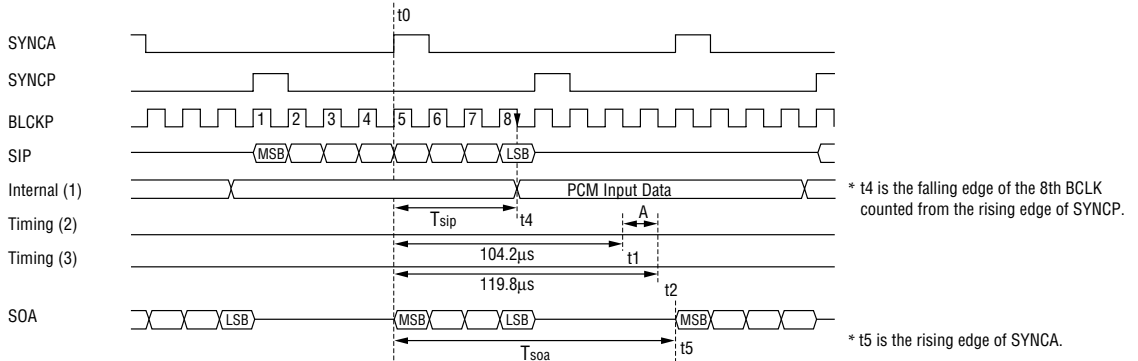 t0
SYNCA
SYNCP
BLCKP 1 2 3 4 5 6 7 8
SIP MSB LSB
Internal (1) PCM Input Data
* t4 is the falling edge of the 8th BCLK
counted from the rising edge of SYNCP.
Tsip t4 A
Timing (2)
104.2μs t1
Timing (3)
119.8μs
t2
SOA LSB MSB LSB MSB
Tsoa t5
* t5 is the rising edge of SYNCA.